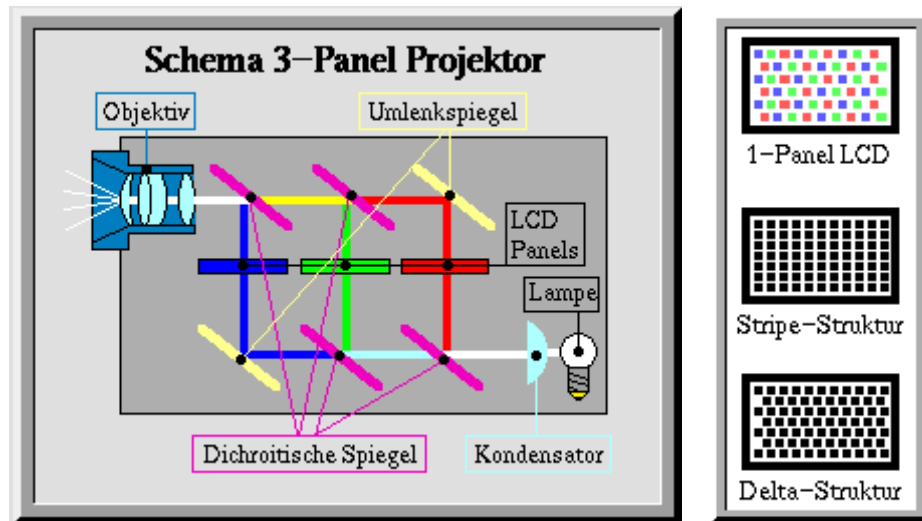 Schema 3-Panel Projektor
Objektiv
Umlenkspiegel
LCD
Panels
Lampe
Dichroitische Spiegel
Kondensator
1-Panel LCD
Stripe-Struktur
Delta-Struktur